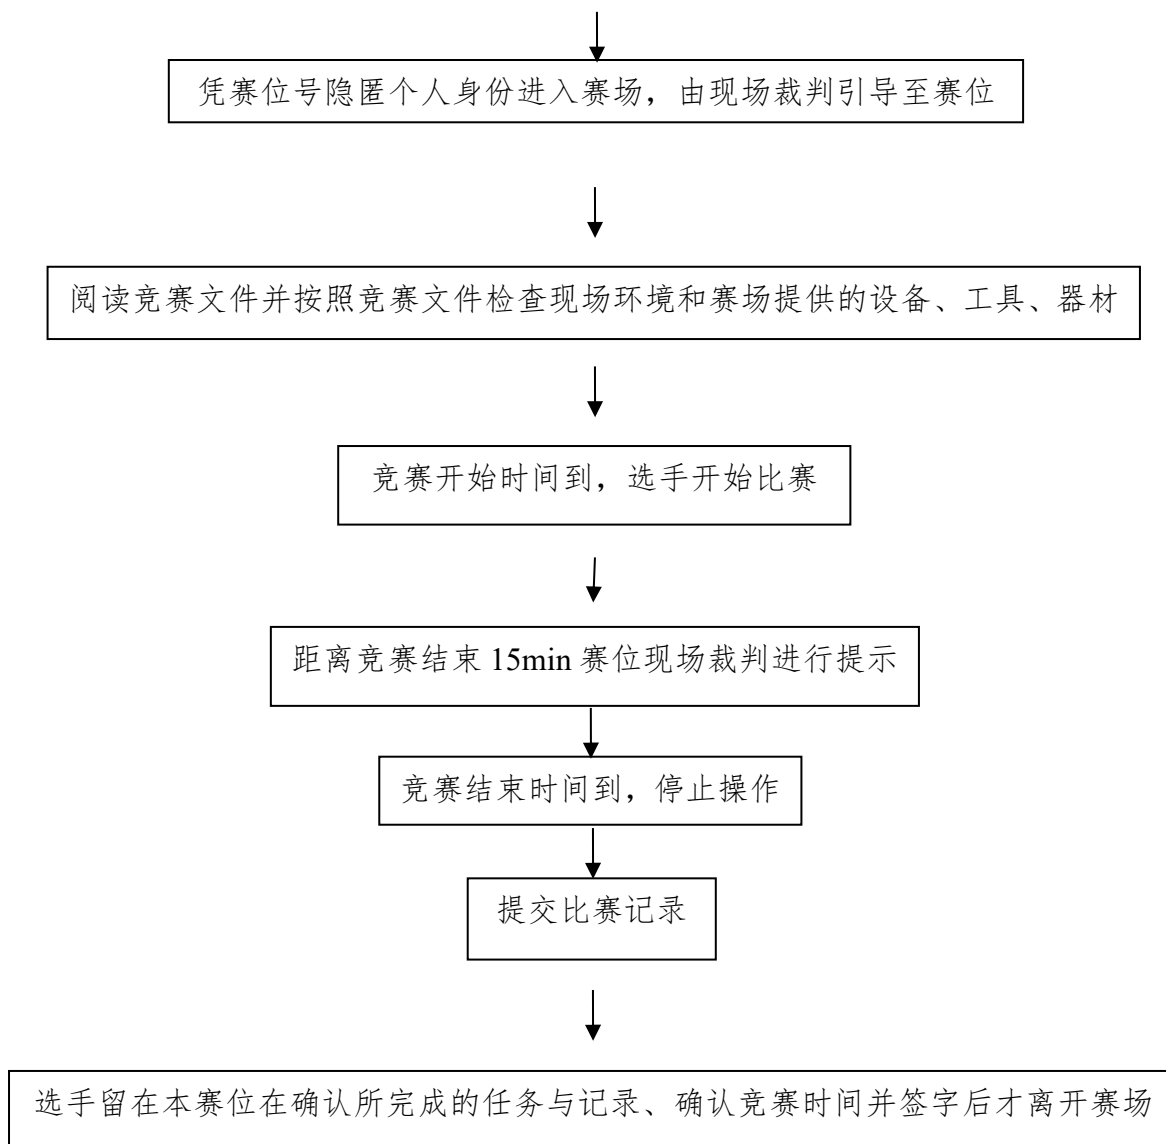 凭赛位号隐匿个人身份进入赛场，由现场裁判引导至赛位
阅读竞赛文件并按照竞赛文件检查现场环境和赛场提供的设备、工具、器材
竞赛开始时间到，选手开始比赛
距离竞赛结束 15min 赛位现场裁判进行提示
竞赛结束时间到，停止操作
提交比赛记录
选手留在本赛位在确认所完成的任务与记录、确认竞赛时间并签字后才离开赛场